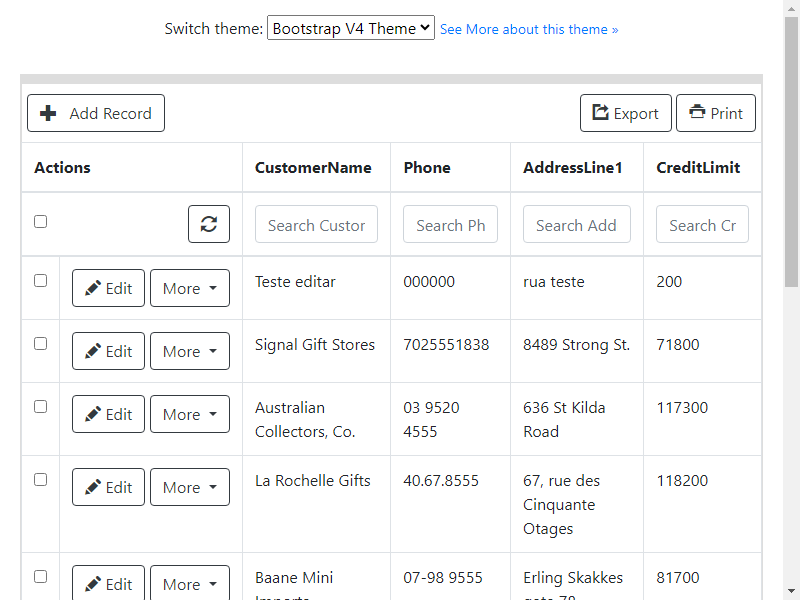 Switch theme: Bootstrap V4 Theme See More about this theme »
Add Record Export Print
Actions CustomerName Phone AddressLine1 CreditLimit
Search Custor Search Ph Search Add Search Cr
Edit More Teste editar 000000 rua teste 200
Edit More Signal Gift Stores 7025551838 8489 Strong St. 71800
Edit More Australian 03 9520 636 St Kilda 117300
Collectors, Co. 4555 Road
Edit More La Rochelle Gifts 40.67.8555 67, rue des 118200
Cinquante
Otages
Edit More Baane Mini 07-98 9555 Erling Skakkes 81700